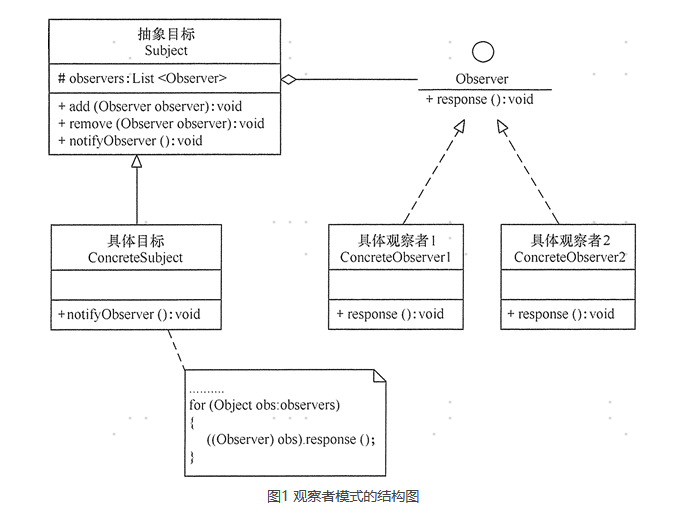 抽象目标
Subject
# observers:List <Observer>
+ add (Observer observer):void
+ remove (Observer observer):void
+ notifyObserver ():void
Observer
+ response ():void
具体目标
ConcreteSubject
+notifyObserver ():void
具体观察者1
ConcreteObserver1
+ response ():void
具体观察者2
ConcreteObserver2
+ response ():void
..........
for (Object obs:observers)
{
((Observer) obs).response ();
}
图1 观察者模式的结构图